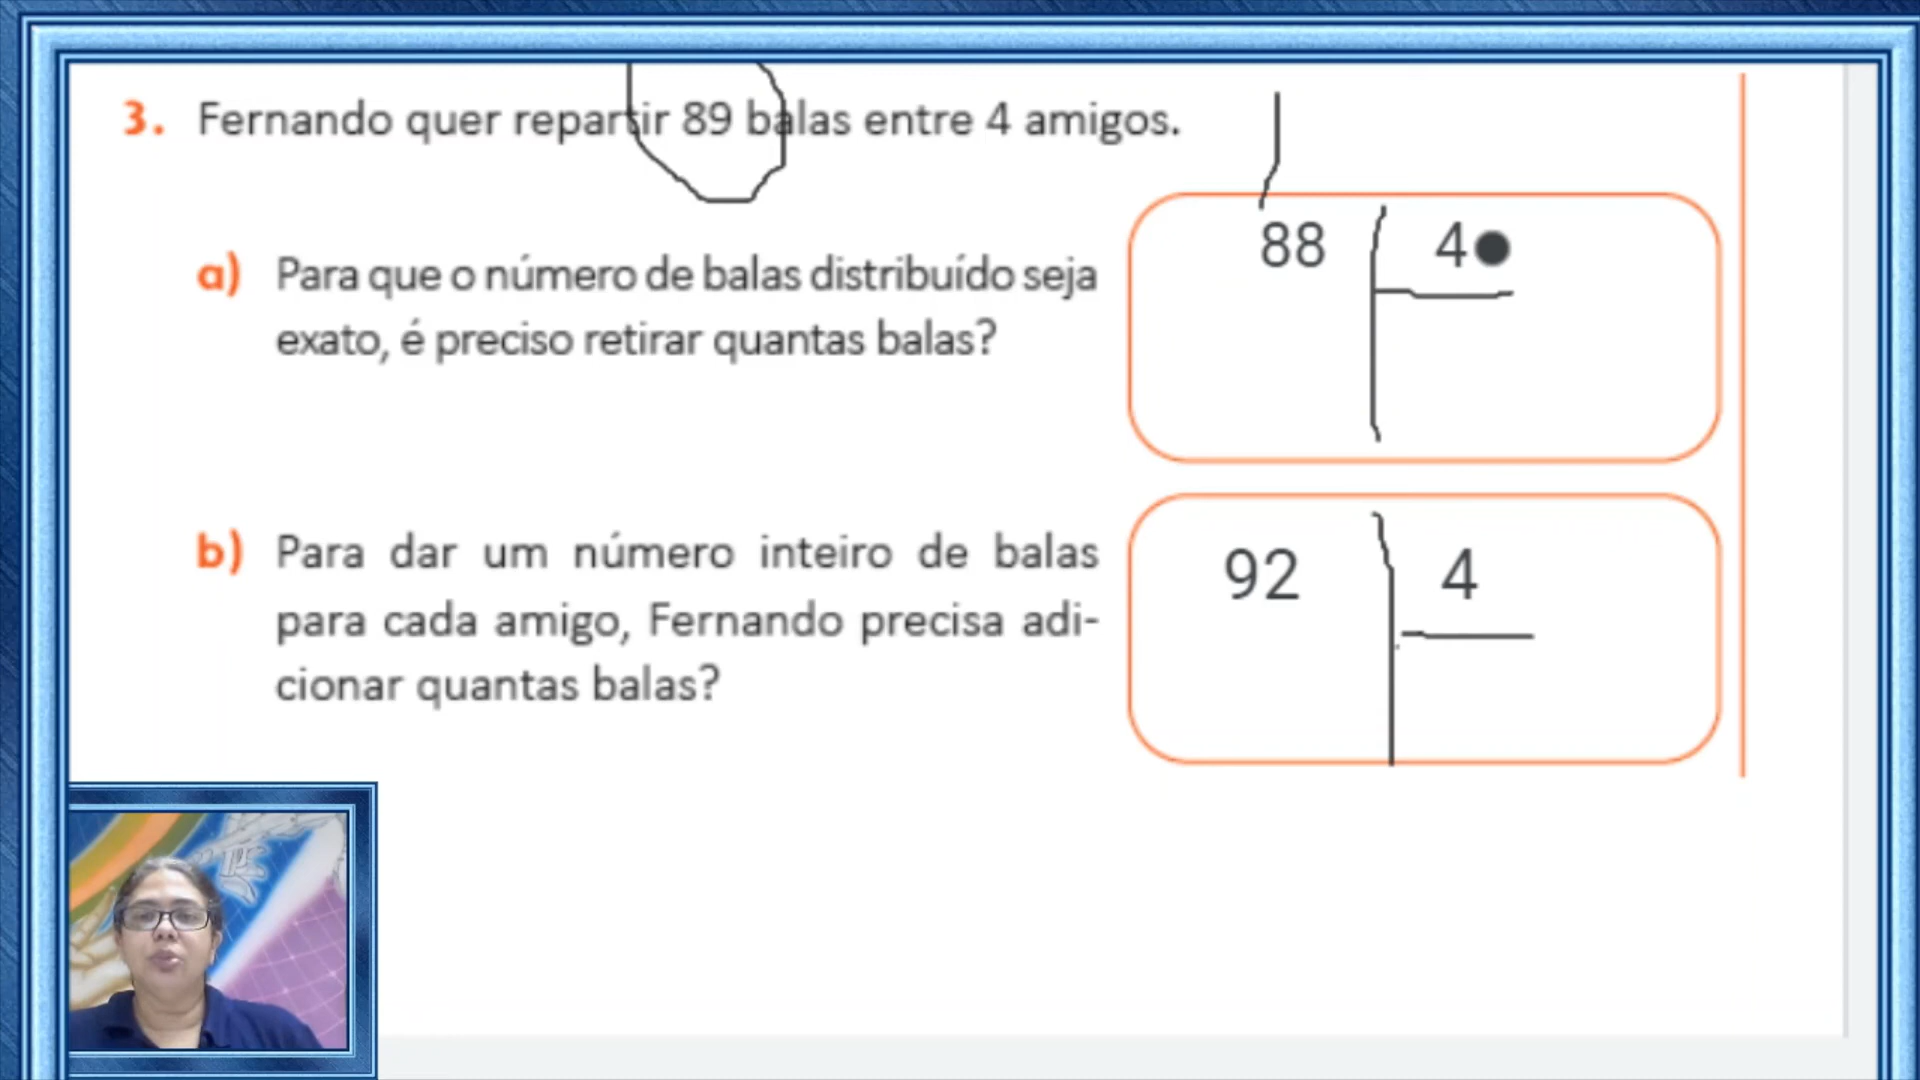 3. Fernando quer repartir 89 balas entre 4 amigos.
a) Para que o número de balas distribuído seja
exato, é preciso retirar quantas balas?
88 4
b) Para dar um número inteiro de balas
para cada amigo, Fernando precisa adi-
cionar quantas balas?
92 4